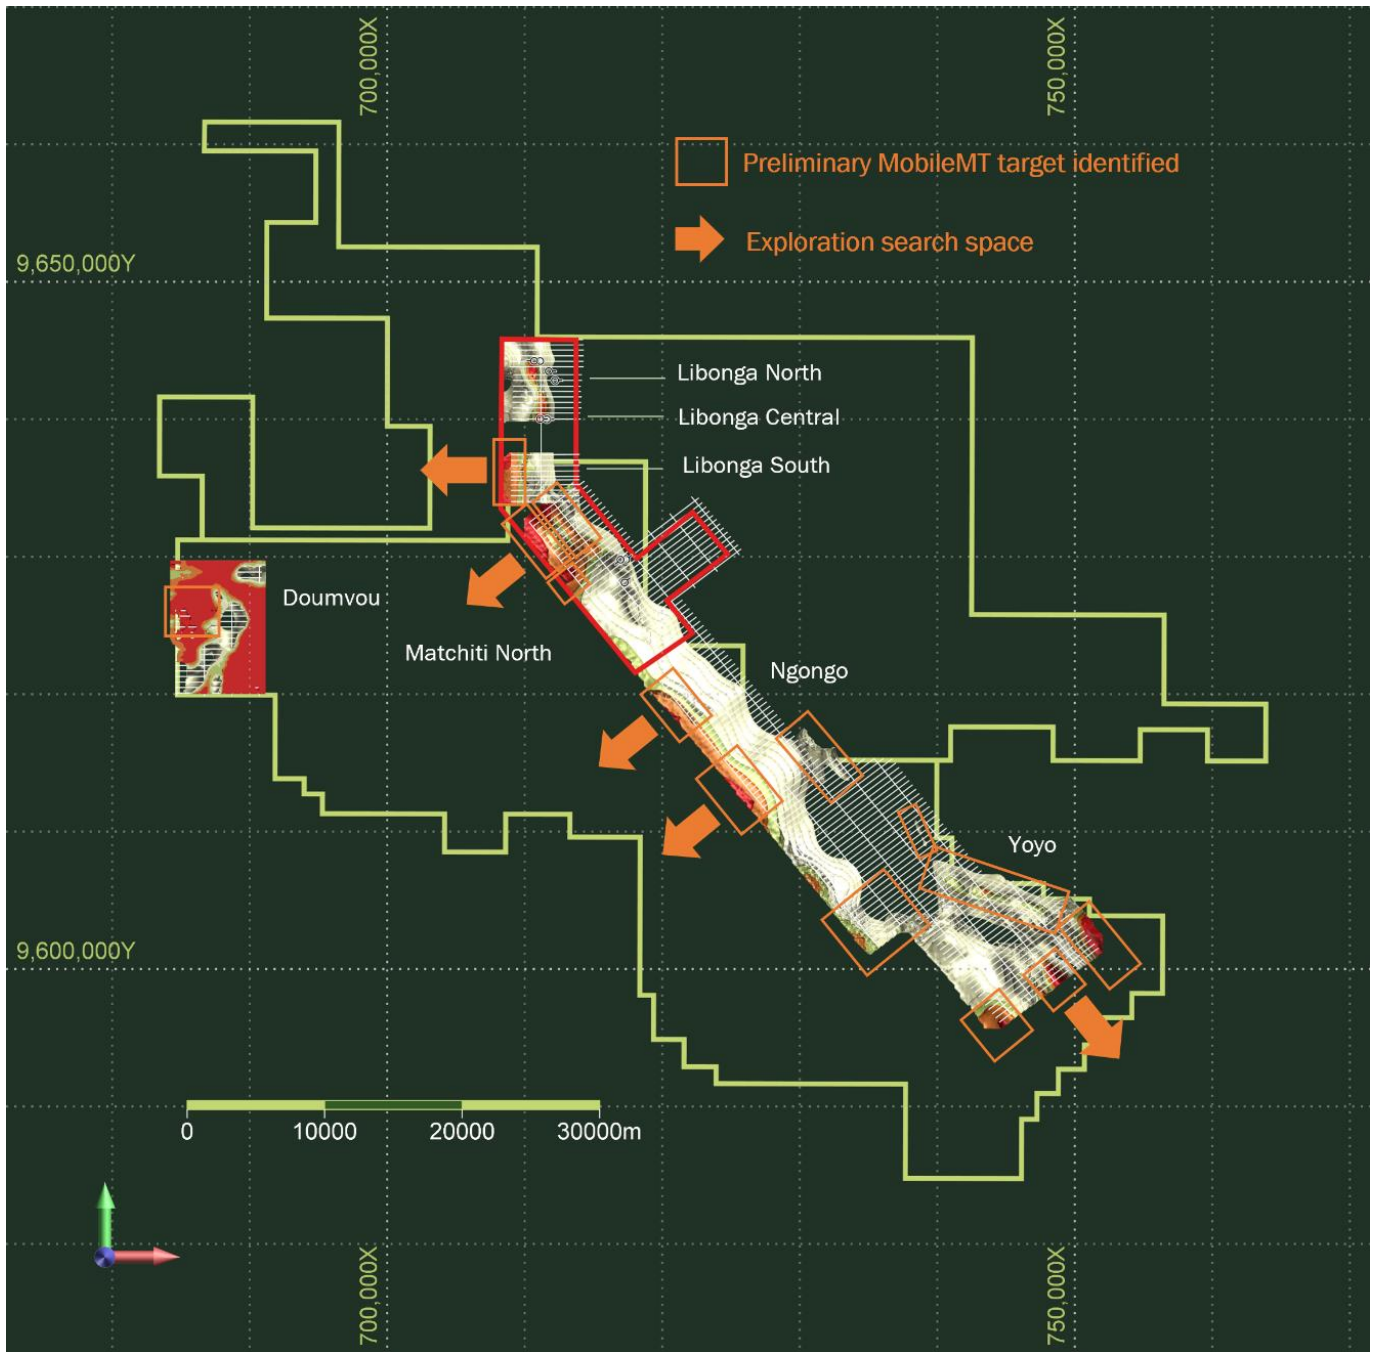 700,000X
750,000X
Preliminary MobileMT target identified
Exploration search space
9,650,000Y
Libonga North
Libonga Central
Libonga South
Doumvou
Matchiti North
Ngongo
Yoyo
9,600,000Y
0 10000 20000 30000m
700,000X
750,000X